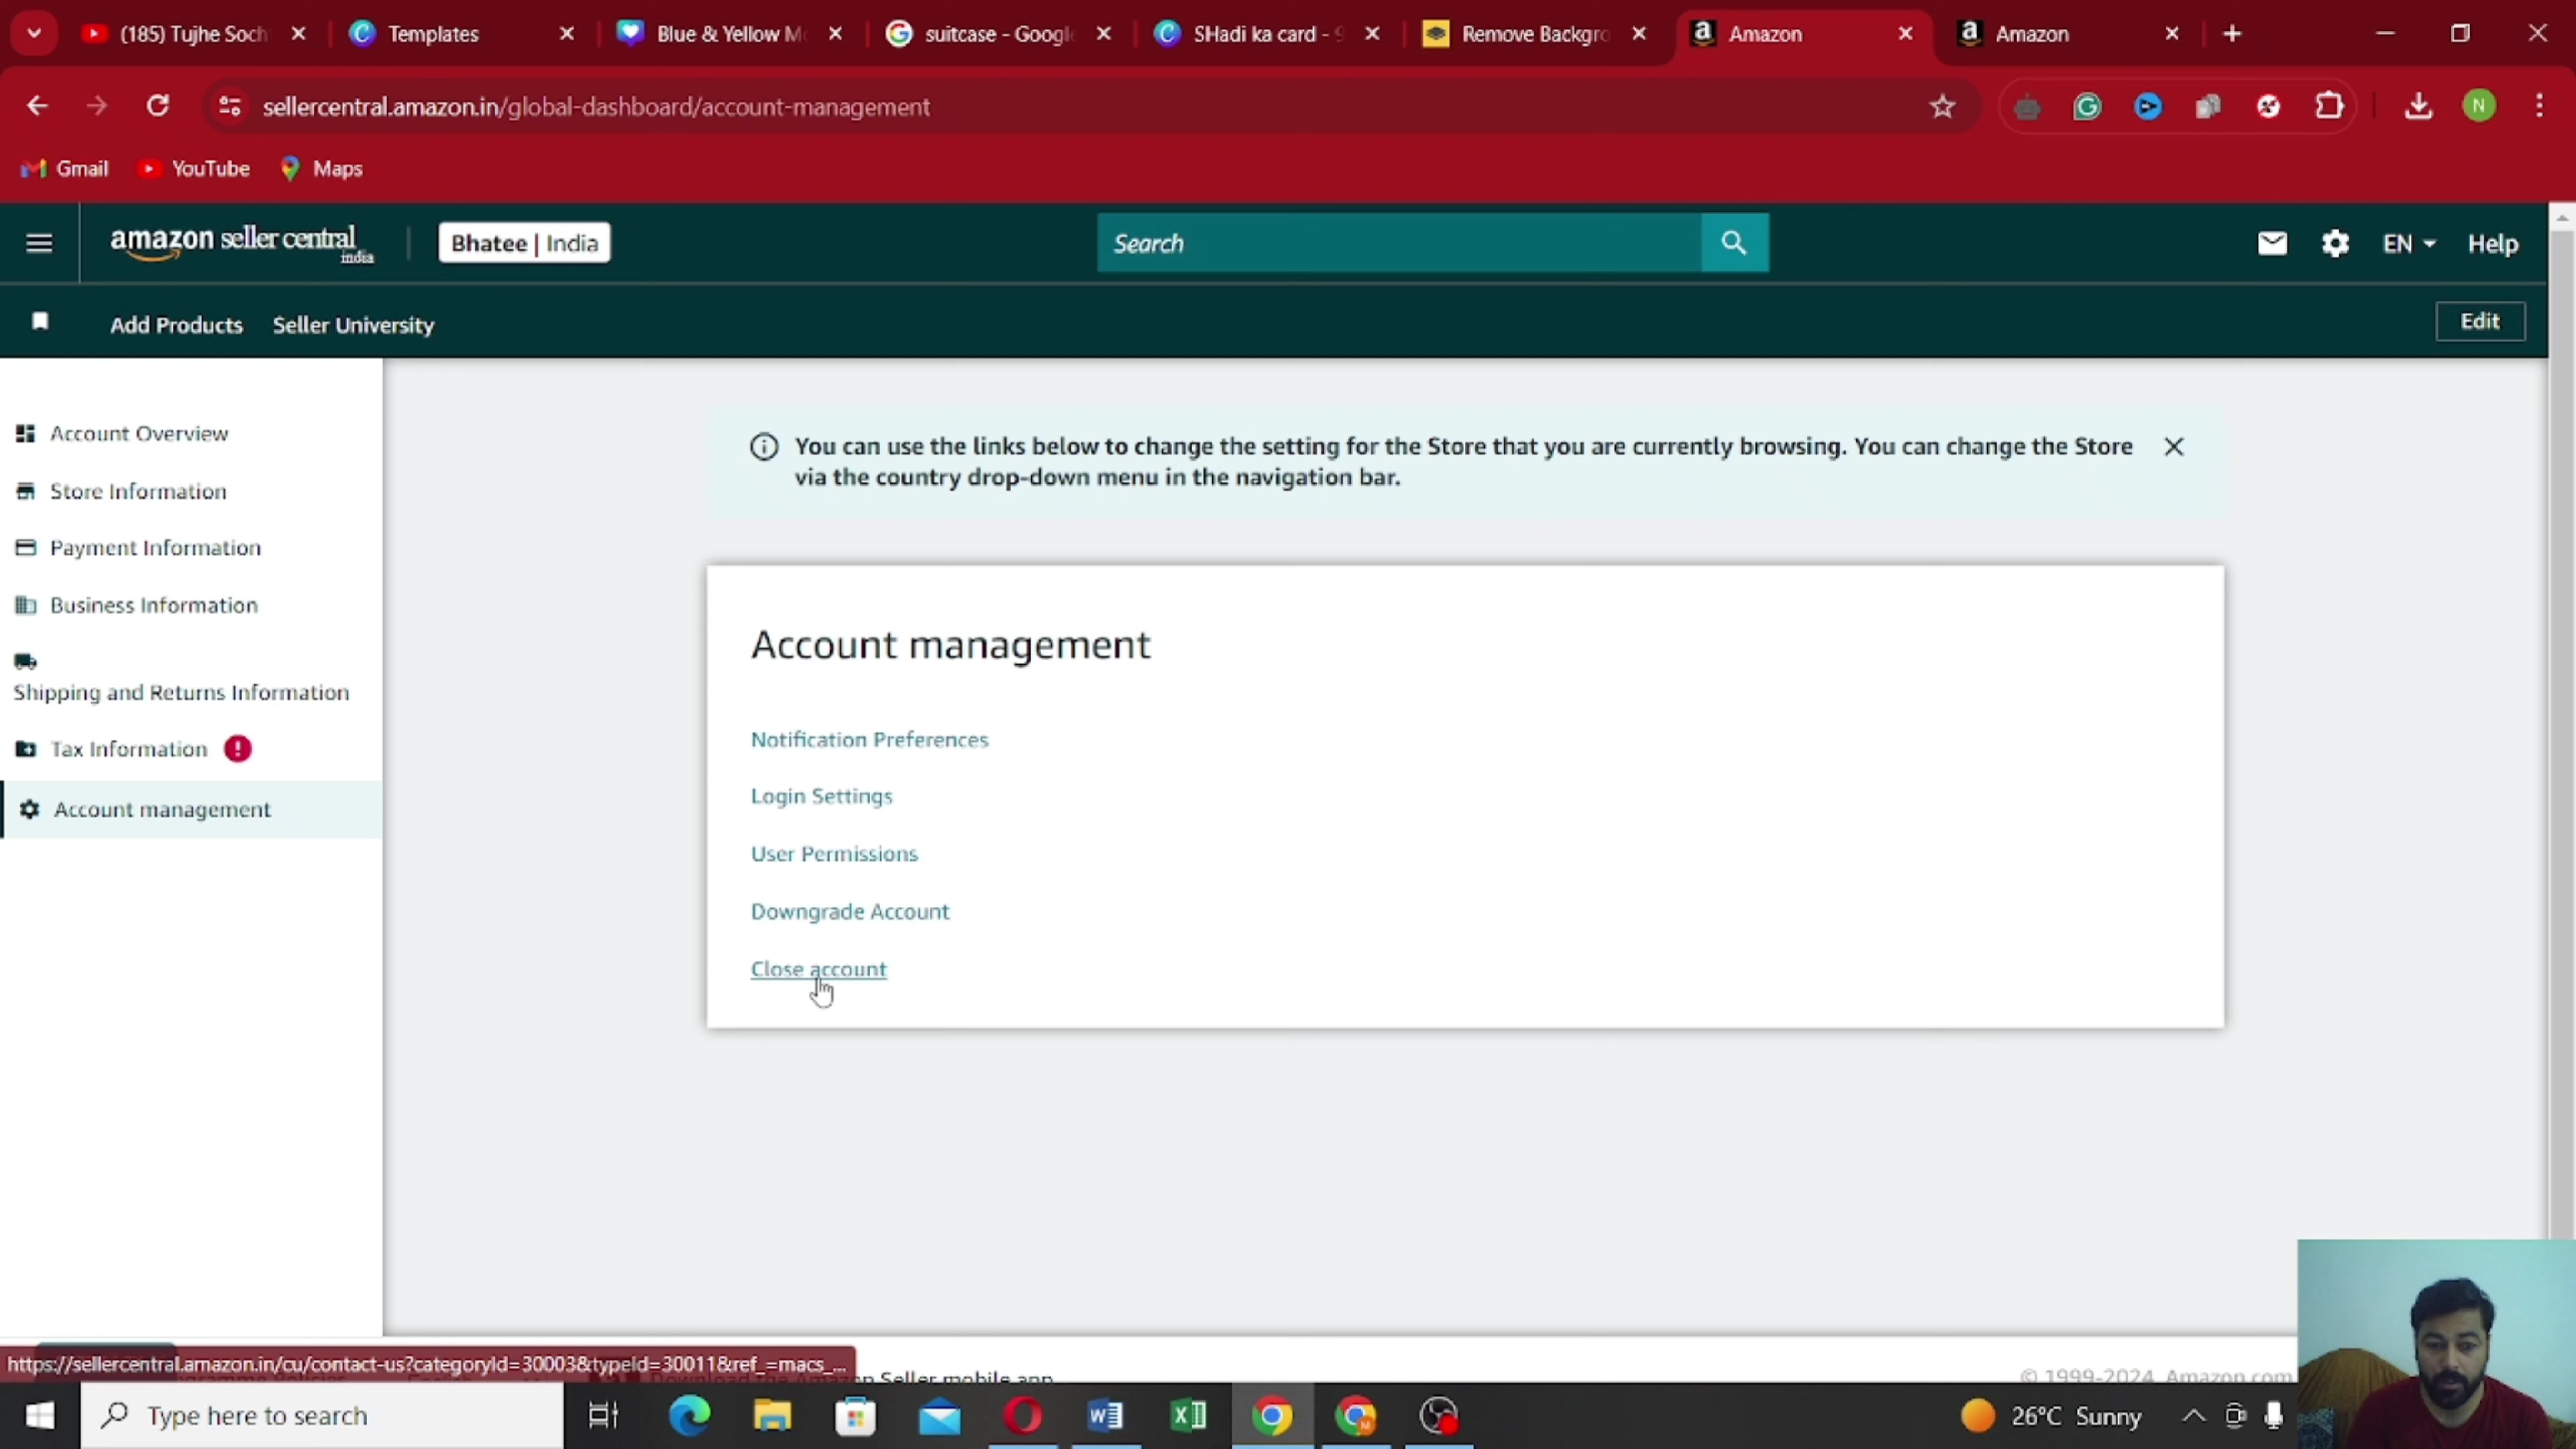 (185) Tujhe Soch
Templates
Blue & Yellow Mo
suitcase - Google
SHadi ka card - 9
Remove Backgro
Amazon
Amazon
sellercentral.amazon.in/global-dashboard/account-management
N
Gmail
YouTube
Maps
amazon seller central
india
Bhatee | India
Search
EN
Help
Add Products
Seller University
Edit
Account Overview
Store Information
Payment Information
Business Information
Shipping and Returns Information
Tax Information
Account management
You can use the links below to change the setting for the Store that you are currently browsing. You can change the Store
via the country drop-down menu in the navigation bar.
Account management
Notification Preferences
Login Settings
User Permissions
Downgrade Account
Close account
https://sellercentral.amazon.in/cu/contact-us?categoryId=30003&typeId=30011&ref_=macs_...
Download the Amazon Seller mobile app
© 1999-2024, Amazon.com
Type here to search
26°C Sunny